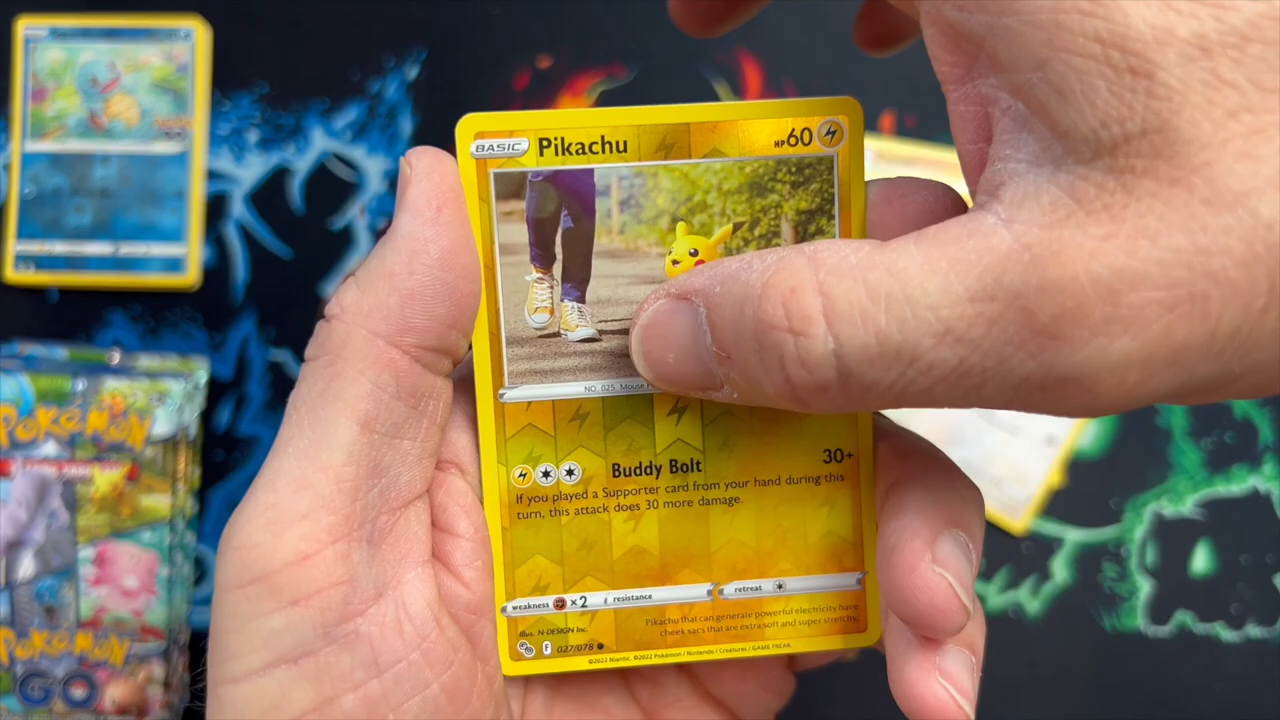 BASIC Pikachu HP 60
NO. 025 Mouse
Buddy Bolt 30+
If you played a Supporter card from your hand during this
turn, this attack does 30 more damage.
weakness ×2 resistance retreat
Pikachu that can generate powerful electricity have
cheek sacs that are extra soft and super stretchy.
Illus. N-DESIGN Inc.
F 027/078
©2022 Niantic. ©2022 Pokémon / Nintendo / Creatures / GAME FREAK.
POKéMON
POKéMON
GO